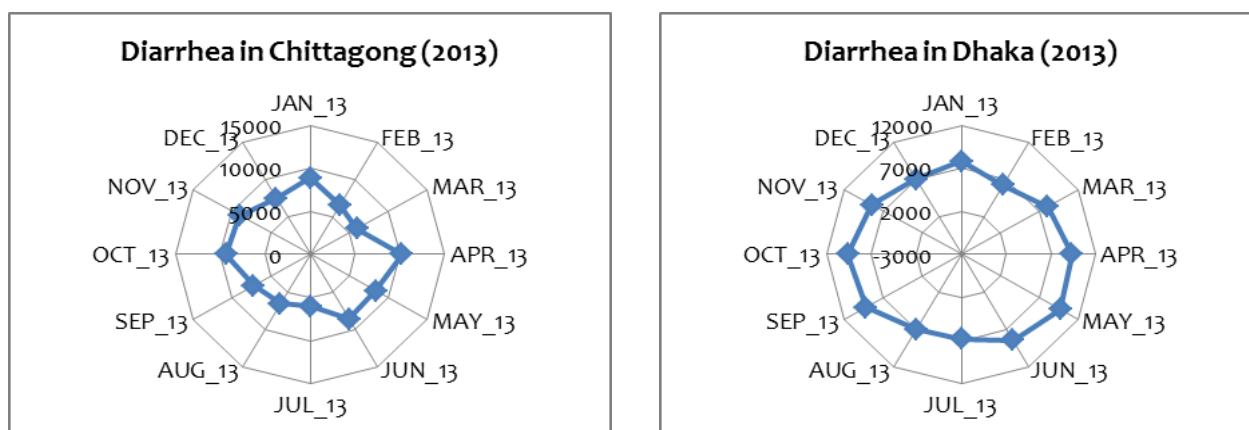 Diarrhea in Chittagong (2013)
JAN_13
FEB_13
MAR_13
APR_13
MAY_13
JUN_13
JUL_13
AUG_13
SEP_13
OCT_13
NOV_13
DEC_13
15000
10000
5000
0
Diarrhea in Dhaka (2013)
JAN_13
FEB_13
MAR_13
APR_13
MAY_13
JUN_13
JUL_13
AUG_13
SEP_13
OCT_13
NOV_13
DEC_13
12000
7000
2000
-3000